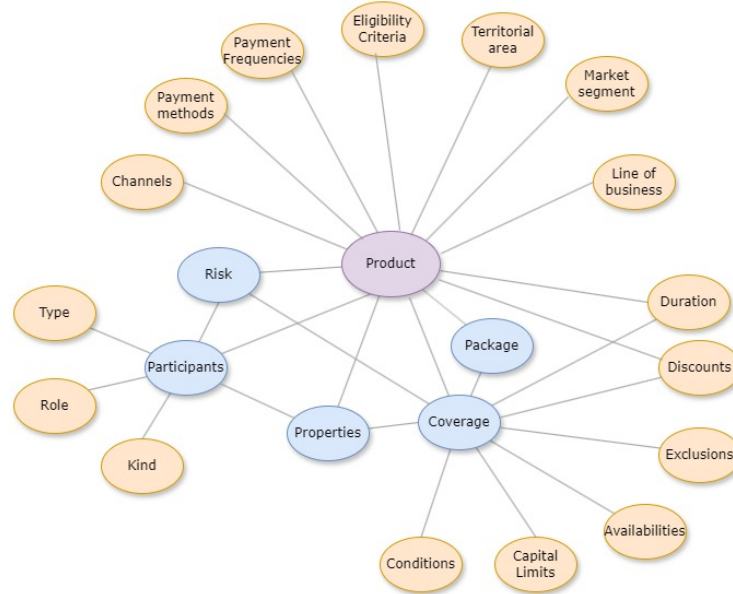 Eligibility
Criteria
Territorial
area
Payment
Frequencies
Market
segment
Payment
methods
Channels
Line of
business
Product
Risk
Duration
Type
Package
Participants
Discounts
Role
Coverage
Properties
Exclusions
Kind
Availabilities
Conditions
Capital
Limits